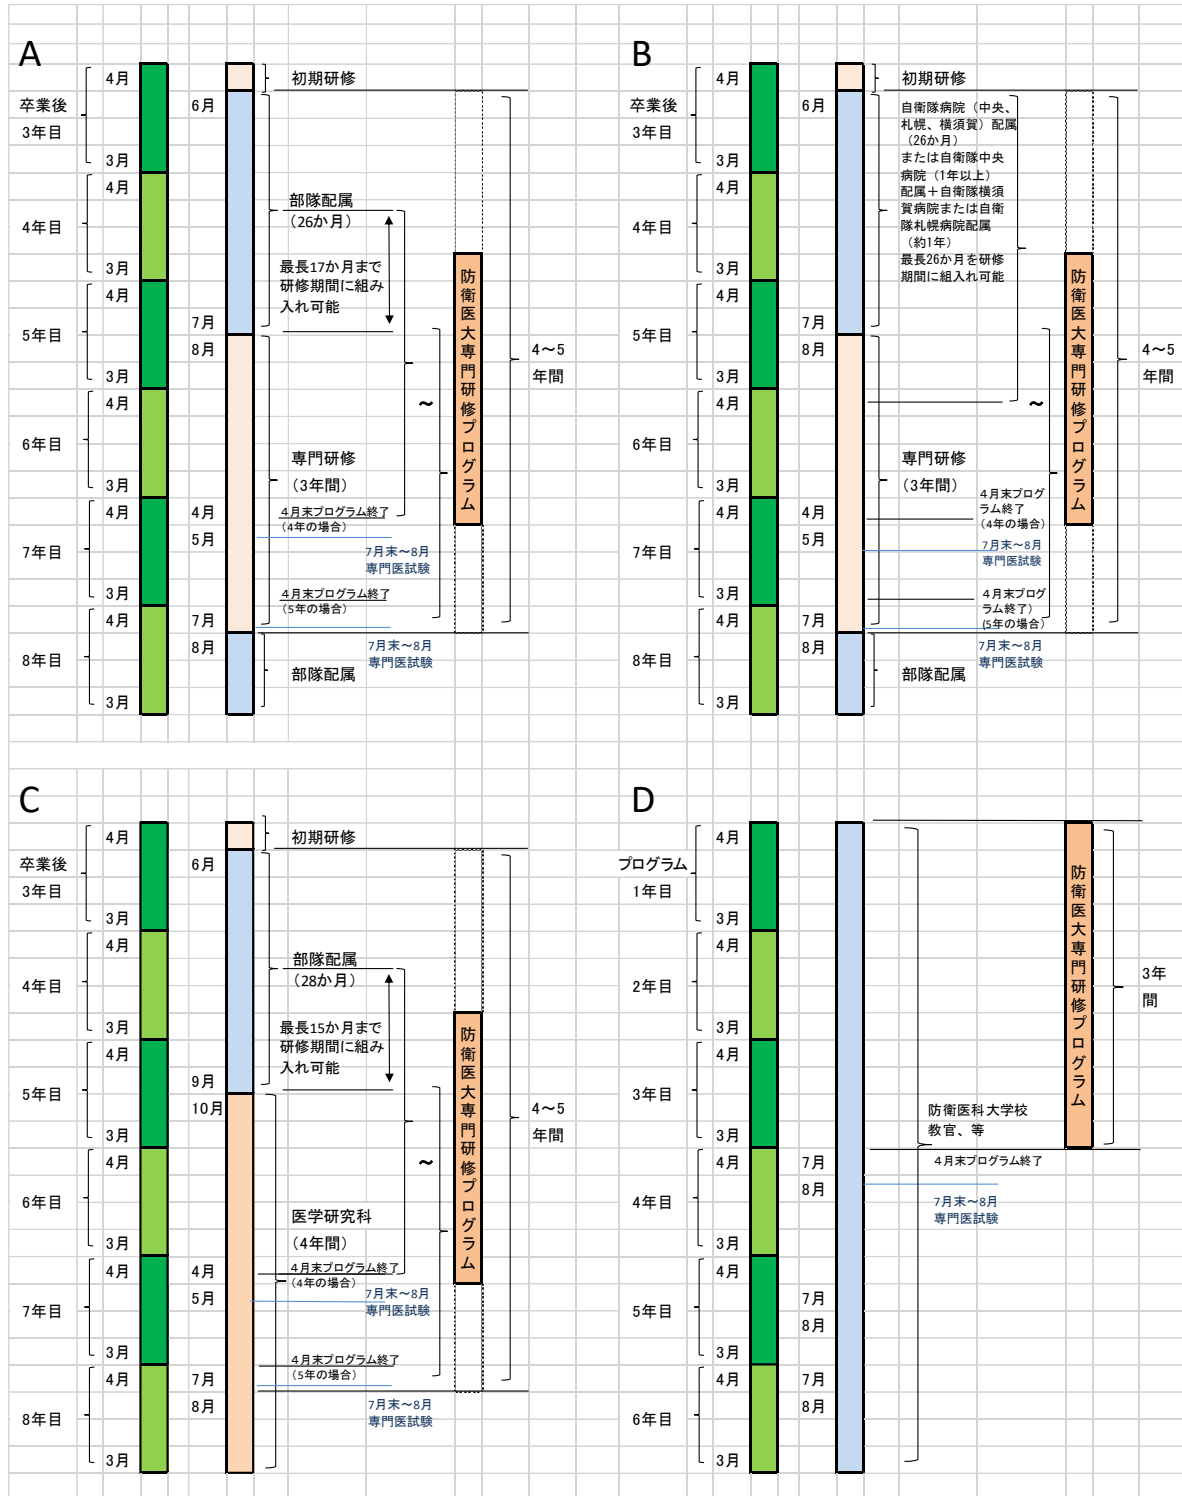 A
4月
卒業後
3年目
3月
4月
4年目
3月
4月
5年目
3月
4月
6年目
3月
4月
7年目
3月
4月
8年目
3月
6月
7月
8月
4月
5月
7月
8月
初期研修
部隊配属
(26か月)
最長17か月まで
研修期間に組み
入れ可能
専門研修
(3年間)
4月末プログラム終了
(4年の場合)
7月末～8月
専門医試験
4月末プログラム終了
(5年の場合)
7月末～8月
専門医試験
部隊配属
～
防衛医大専門研修プログラム
4～5
年間
B
4月
卒業後
3年目
3月
4月
4年目
3月
4月
5年目
3月
4月
6年目
3月
4月
7年目
3月
4月
8年目
3月
6月
7月
8月
4月
5月
7月
8月
初期研修
自衛隊病院（中央、
札幌、横須賀）配属
（26か月）
または自衛隊中央
病院（1年以上）
配属＋自衛隊横須
賀病院または自衛
隊札幌病院配属
（約1年）
最長26か月を研修
期間に組入れ可能
専門研修
(3年間)
4月末プログ
ラム終了
(4年の場合)
7月末～8月
専門医試験
4月末プログ
ラム終了)
(5年の場合)
7月末～8月
専門医試験
部隊配属
～
防衛医大専門研修プログラム
4～5
年間
C
4月
卒業後
3年目
3月
4月
4年目
3月
4月
5年目
3月
4月
6年目
3月
4月
7年目
3月
4月
8年目
3月
6月
9月
10月
4月
5月
7月
8月
初期研修
部隊配属
(28か月)
最長15か月まで
研修期間に組み
入れ可能
医学研究科
(4年間)
4月末プログラム終了
(4年の場合)
7月末～8月
専門医試験
4月末プログラム終了
(5年の場合)
7月末～8月
専門医試験
～
防衛医大専門研修プログラム
4～5
年間
D
4月
プログラム
1年目
3月
4月
2年目
3月
4月
3年目
3月
4月
4年目
3月
4月
5年目
3月
4月
6年目
3月
7月
8月
7月
8月
7月
8月
防衛医科大学校
教官、等
4月末プログラム終了
7月末～8月
専門医試験
防衛医大専門研修プログラム
3年
間